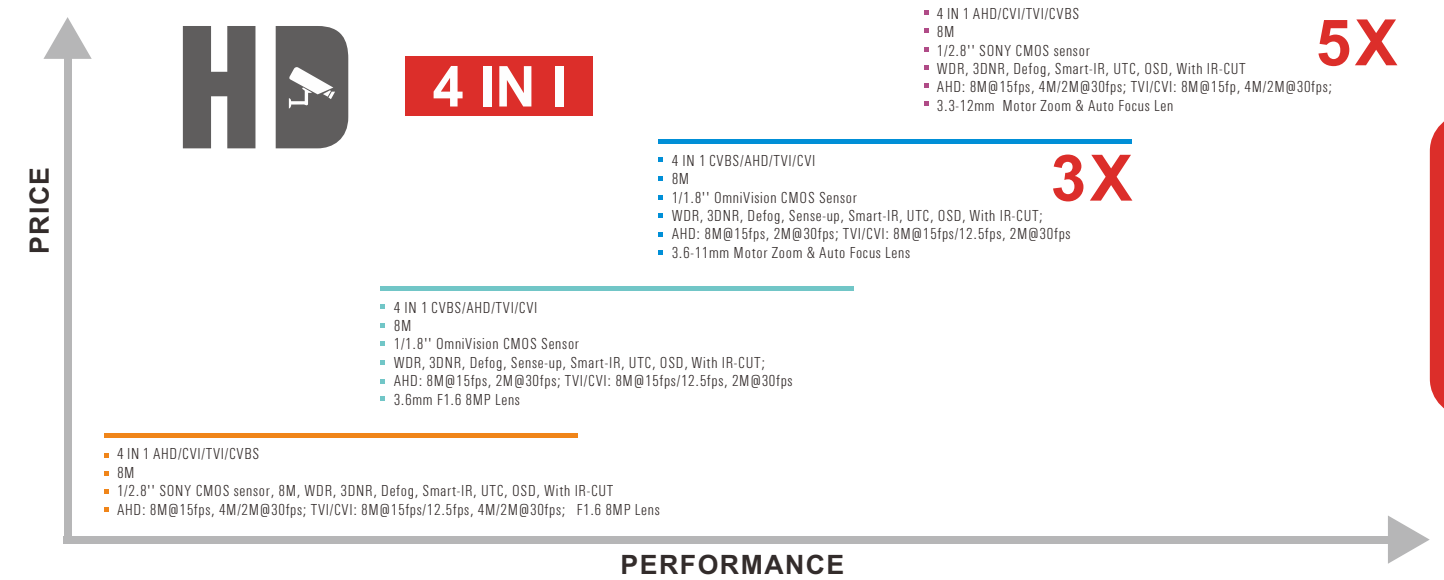 4 IN 1 AHD/CVI/TVI/CVBS
8M
1/2.8'' SONY CMOS sensor
WDR, 3DNR, Defog, Smart-IR, UTC, OSD, With IR-CUT
AHD: 8M@15fps, 4M/2M@30fps; TVI/CVI: 8M@15fp, 4M/2M@30fps;
3.3-12mm Motor Zoom & Auto Focus Len
5X
HD
4 IN I
4 IN 1 CVBS/AHD/TVI/CVI
8M
1/1.8'' OmniVision CMOS Sensor
WDR, 3DNR, Defog, Sense-up, Smart-IR, UTC, OSD, With IR-CUT;
AHD: 8M@15fps, 2M@30fps; TVI/CVI: 8M@15fps/12.5fps, 2M@30fps
3.6-11mm Motor Zoom & Auto Focus Lens
3X
PRICE
4 IN 1 CVBS/AHD/TVI/CVI
8M
1/1.8'' OmniVision CMOS Sensor
WDR, 3DNR, Defog, Sense-up, Smart-IR, UTC, OSD, With IR-CUT;
AHD: 8M@15fps, 2M@30fps; TVI/CVI: 8M@15fps/12.5fps, 2M@30fps
3.6mm F1.6 8MP Lens
4 IN 1 AHD/CVI/TVI/CVBS
8M
1/2.8'' SONY CMOS sensor, 8M, WDR, 3DNR, Defog, Smart-IR, UTC, OSD, With IR-CUT
AHD: 8M@15fps, 4M/2M@30fps; TVI/CVI: 8M@15fps/12.5fps, 4M/2M@30fps; F1.6 8MP Lens
PERFORMANCE